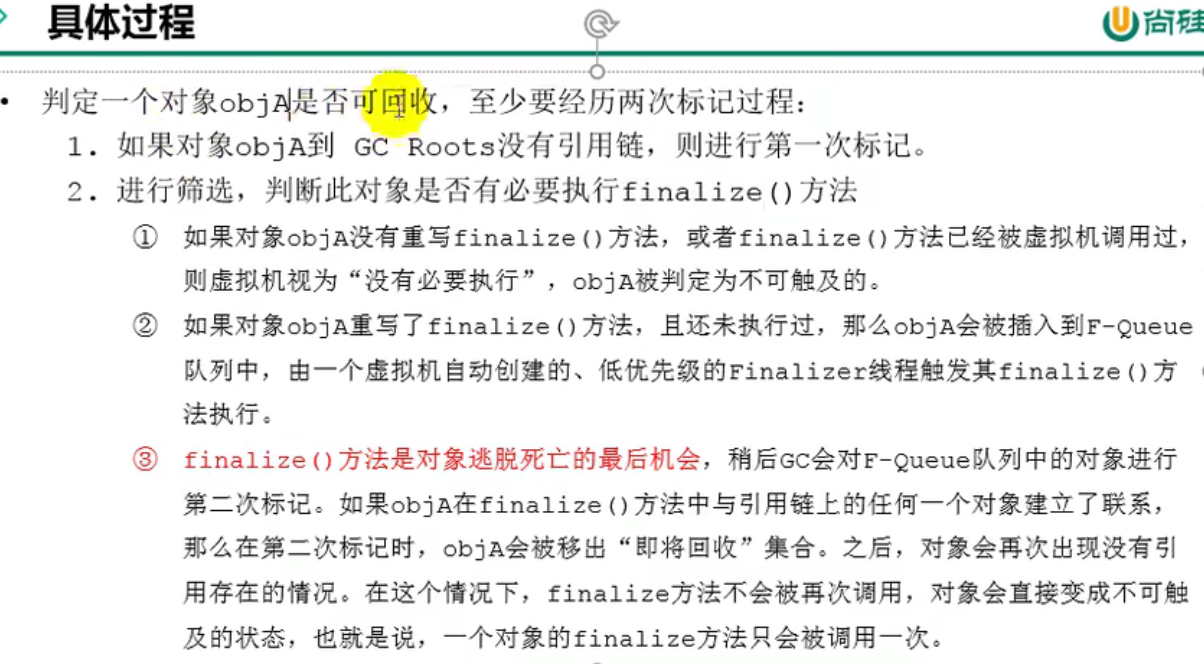 具体过程
尚硅
• 判定一个对象objA是否可回收，至少要经历两次标记过程：
1. 如果对象objA到 GC Roots没有引用链，则进行第一次标记。
2. 进行筛选，判断此对象是否有必要执行finalize()方法
① 如果对象objA没有重写finalize()方法，或者finalize()方法已经被虚拟机调用过，
则虚拟机视为“没有必要执行”，objA被判定为不可触及的。
② 如果对象objA重写了finalize()方法，且还未执行过，那么objA会被插入到F-Queue
队列中，由一个虚拟机自动创建的、低优先级的Finalizer线程触发其finalize()方
法执行。
③ finalize()方法是对象逃脱死亡的最后机会，稍后GC会对F-Queue队列中的对象进行
第二次标记。如果objA在finalize()方法中与引用链上的任何一个对象建立了联系，
那么在第二次标记时，objA会被移出“即将回收”集合。之后，对象会再次出现没有引
用存在的情况。在这个情况下，finalize方法不会被再次调用，对象会直接变成不可触
及的状态，也就是说，一个对象的finalize方法只会被调用一次。